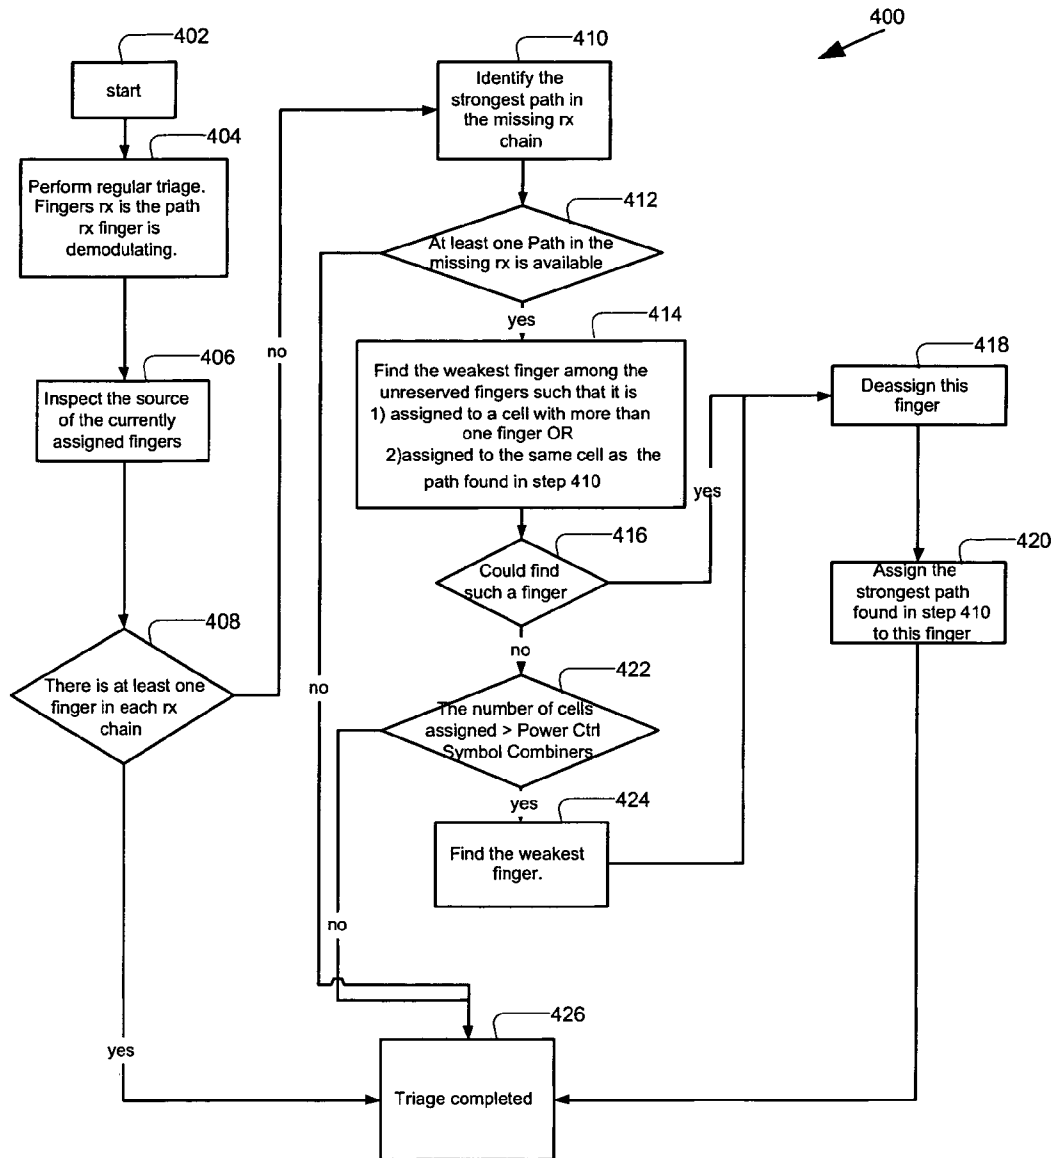 400
402
start
404
Perform regular triage.
Fingers rx is the path
rx finger is
demodulating.
406
Inspect the source
of the currently
assigned fingers
408
There is at least one
finger in each rx
chain
no
yes
410
Identify the
strongest path in
the missing rx
chain
412
At least one Path in the
missing rx is available
yes
no
414
Find the weakest finger among the
unreserved fingers such that it is
1) assigned to a cell with more than
one finger OR
2)assigned to the same cell as the
path found in step 410
416
Could find
such a finger
yes
no
422
The number of cells
assigned > Power Ctrl
Symbol Combiners
yes
no
424
Find the weakest
finger.
418
Deassign this
finger
420
Assign the
strongest path
found in step 410
to this finger
426
Triage completed